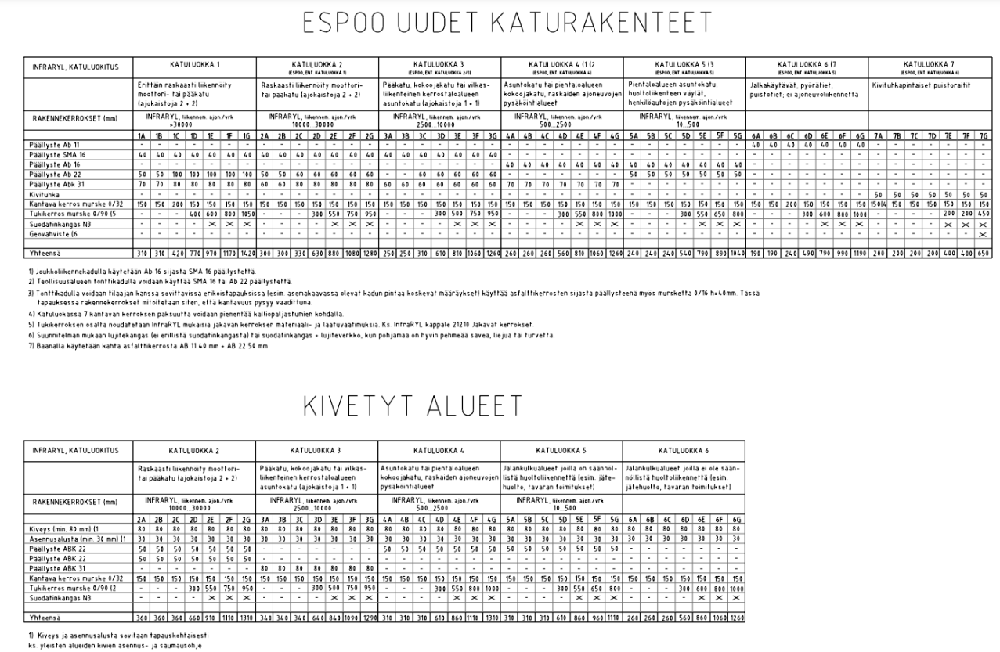 ESPOO UUDET KATURAKENTEET
INFRARYL, KATULUOKITUS KATULUOKKA 1 KATULUOKKA 2 KATULUOKKA 3 KATULUOKKA 4 (1 (2 KATULUOKKA 5 (3 KATULUOKKA 6 (7 KATULUOKKA 7
(ESPOO, ENT. KATULUOKKA 1) (ESPOO, ENT. KATULUOKKA 2/3) (ESPOO, ENT. KATULUOKKA 4) (ESPOO, ENT. KATULUOKKA 5) (ESPOO, ENT. KATULUOKKA 5) (ESPOO, ENT. KATULUOKKA 6)
Erittäin raskaasti liikennöity Raskaasti liikennöity moottori- Pääkatu, kokoojakatu tai vilkas- Asuntokatu tai pientaloalueen Pientaloalueen asuntokatu, Jalkakäytävät, pyörätiet, Kivituhkapintaiset puistoraitit
moottori- tai pääkatu tai pääkatu (ajokaistoja 2 + 2) liikenteinen kerrostaloalueen kokoojakatu, raskaiden ajoneuvojen huoltoliikenteen väylät, puistotiet; ei ajoneuvoliikennettä
(ajokaistoja 2 + 2) asuntokatu (ajokaistoja 1 + 1) pysäköintialueet henkilöautojen pysäköintialueet
RAKENNEKERROKSET (mm) INFRARYL, liikennem. ajon./vrk INFRARYL, liikennem. ajon./vrk INFRARYL, liikennem. ajon./vrk INFRARYL, liikennem. ajon./vrk INFRARYL, liikennem. ajon./vrk
>30000 10000...30000 2500...10000 500...2500 10...500
1A 1B 1C 1D 1E 1F 1G 2A 2B 2C 2D 2E 2F 2G 3A 3B 3C 3D 3E 3F 3G 4A 4B 4C 4D 4E 4F 4G 5A 5B 5C 5D 5E 5F 5G 6A 6B 6C 6D 6E 6F 6G 7A 7B 7C 7D 7E 7F 7G
Päällyste Ab 11 - - - - - - - - - - - - - - - - - - - - - - - - - - - - - - - - - - - 40 40 40 40 40 40 40 - - - - - - -
Päällyste SMA 16 40 40 40 40 40 40 40 40 40 40 40 40 40 40 40 40 40 40 40 40 40 - - - - - - - - - - - - - - - - - - - - - - - - - - - -
Päällyste Ab 16 - - - - - - - - - - - - - - - - - - - - - 40 40 40 40 40 40 40 40 40 40 40 40 40 40 - - - - - - - - - - - - - -
Päällyste Ab 22 50 50 100 100 100 100 100 50 50 60 60 60 60 60 - - 60 60 60 60 60 - - - - - - - 50 50 50 50 50 50 50 - - - - - - - - - - - - - -
Päällyste Abk 31 70 70 80 80 80 80 80 60 60 80 80 80 80 80 60 60 60 60 60 60 60 70 70 70 70 70 70 70 - - - - - - - - - - - - - - - - - - - - -
Kivituhka - - - - - - - - - - - - - - - - - - - - - - - - - - - - - - - - - - - - - - - - - - 50 50 50 50 50 50 50
Kantava kerros murske 0/32 150 150 200 150 150 150 150 150 150 150 150 150 150 150 150 150 150 150 150 150 150 150 150 150 150 150 150 150 150 150 150 150 150 150 150 150 150 200 150 150 150 150 150(4 150 150 150 150 150 150
Tukikerros murske 0/90 (5 - - - 400 600 800 1050 - - - 300 550 750 950 - - - 300 500 750 950 - - - 300 550 800 1000 - - - 300 550 650 800 - - - 300 600 800 1000 - - - - 200 200 450
Suodatinkangas N3 - - - - X X X - - - - X X X - - - - X X X - - - - X X X - - - - X X X - - - - X X X - - - - X X X
Geovahviste (6 - - - - - - - - - - - - - - - - - - - - - - - - - - - - - - - - - - - - - - - - - - - - - - - - X
Yhteensä 310 310 420 770 970 1170 1420 300 300 330 630 880 1080 1280 250 250 310 610 810 1060 1260 260 260 260 560 810 1060 1260 240 240 240 540 790 890 1040 190 190 240 490 790 990 1190 200 200 200 200 400 400 650
1) Joukkoliikennekadulla käytetään Ab 16 sijasta SMA 16 päällystettä.
2) Teollisuusalueen tonttikadulla voidaan käyttää SMA 16 tai Ab 22 päällystettä.
3) Tonttikadulla voidaan tilaajan kanssa sovittavissa erikoistapauksissa (esim. asemakaavassa olevat kadun pintaa koskevat määräykset) käyttää asfalttikerrosten sijasta päällysteenä myos mursketta 0/16 h=40mm. Tässä
tapauksessa rakennekerrokset mitoitetaan siten, että kantavuus pysyy vaadittuna.
4) Katuluokassa 7 kantavan kerroksen paksuutta voidaan pienentää kalliopaljastumien kohdalla.
5) Tukikerroksen osalta noudatetaan InfraRYL mukaisia jakavan kerroksen materiaali- ja laatuvaatimuksia. Ks. InfraRYL kappale 21210 Jakavat kerrokset.
6) Suunnitelman mukaan lujitekangas (ei erillistä suodatinkangasta) tai suodatinkangas + lujiteverkko, kun pohjamaa on hyvin pehmeää savea, liejua tai turvetta.
7) Baanalla käytetään kahta asfalttikerrosta AB 11 40 mm + AB 22 50 mm
KIVETYT ALUEET
INFRARYL, KATULUOKITUS KATULUOKKA 2 KATULUOKKA 3 KATULUOKKA 4 KATULUOKKA 5 KATULUOKKA 6
Raskaasti liikennöity moottori- Pääkatu, kokoojakatu tai vilkas- Asuntokatu tai pientaloalueen Jalankulkualueet joilla on säännöl- Jalankulkualueet joilla ei ole sään-
tai pääkatu (ajokaistoja 2 + 2) liikenteinen kerrostaloalueen kokoojakatu, raskaiden ajoneuvojen listä huoltoliikennettä (esim. jäte- nöllistä huoltoliikennettä (esim.
asuntokatu (ajokaistoja 1 + 1) pysäköintialueet huolto, tavaran toimitukset) jätehuolto, tavaran toimitukset)
RAKENNEKERROKSET (mm) INFRARYL, liikennem. ajon./vrk INFRARYL, liikennem. ajon./vrk INFRARYL, liikennem. ajon./vrk INFRARYL, liikennem. ajon./vrk
10000...30000 2500...10000 500...2500 10...500
2A 2B 2C 2D 2E 2F 2G 3A 3B 3C 3D 3E 3F 3G 4A 4B 4C 4D 4E 4F 4G 5A 5B 5C 5D 5E 5F 5G 6A 6B 6C 6D 6E 6F 6G
Kiveys (min. 80 mm) (1 80 80 80 80 80 80 80 80 80 80 80 80 80 80 80 80 80 80 80 80 80 80 80 80 80 80 80 80 80 80 80 80 80 80 80
Asennusalusta (min. 30 mm) (1 30 30 30 30 30 30 30 30 30 30 30 30 30 30 30 30 30 30 30 30 30 30 30 30 30 30 30 30 30 30 30 30 30 30 30
Päällyste ABK 22 50 50 50 50 50 50 50 - - - - - - - 50 50 50 50 50 50 50 50 50 50 50 50 50 50 - - - - - - -
Päällyste ABK 22 50 50 50 50 50 50 50 - - - - - - - - - - - - - - - - - - - - - - - - - - - -
Päällyste ABK 31 - - - - - - - 80 80 80 80 80 80 80 - - - - - - - - - - - - - - - - - - - - -
Kantava kerros murske 0/32 150 150 150 150 150 150 150 150 150 150 150 150 150 150 150 150 150 150 150 150 150 150 150 150 150 150 150 150 150 150 150 150 150 150 150
Tukikerros murske 0/90 (2 - - - 300 550 750 950 - - - 300 500 750 950 - - - 300 550 800 1000 - - - 300 550 650 800 - - - 300 600 800 1000
Suodatinkangas N3 - - - - X X X - - - - X X X - - - - X X X - - - - X X X - - - - X X X
Yhteensä 360 360 360 660 910 1110 1310 340 340 340 640 840 1090 1290 310 310 310 610 860 1110 1310 310 310 310 610 860 960 1110 260 260 260 560 860 1060 1260
1) Kiveys ja asennusalusta sovitaan tapauskohtaisesti
ks. yleisten alueiden kivien asennus- ja saumausohje